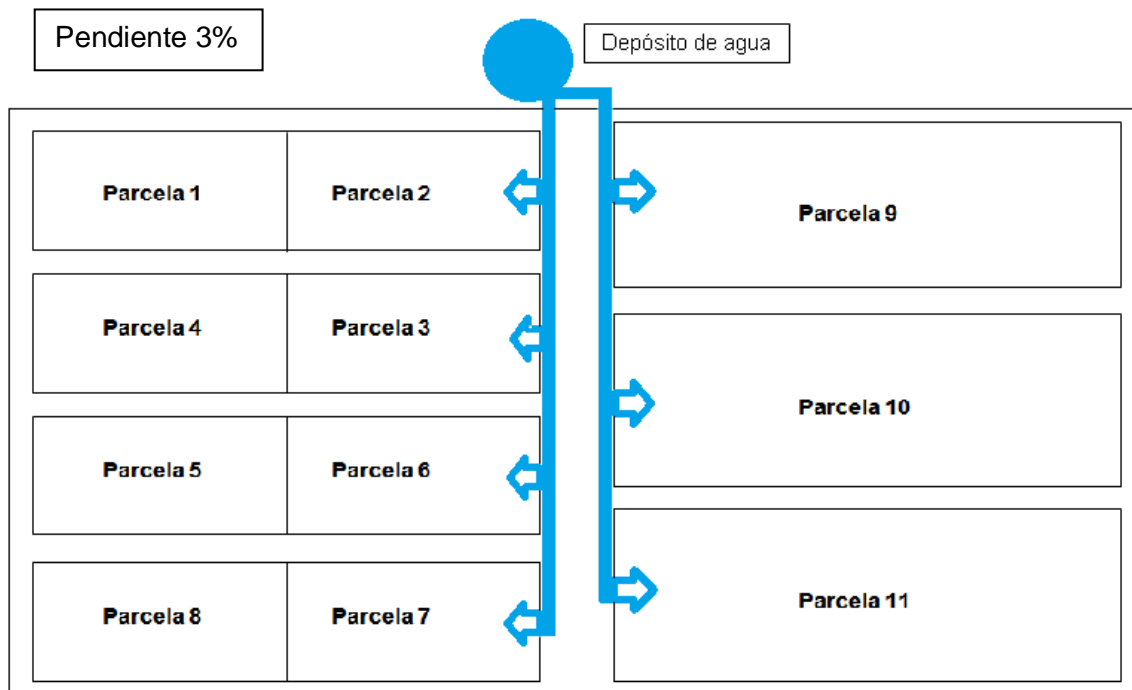 Pendiente 3%
Depósito de agua
Parcela 1
Parcela 2
Parcela 9
Parcela 4
Parcela 3
Parcela 10
Parcela 5
Parcela 6
Parcela 11
Parcela 8
Parcela 7